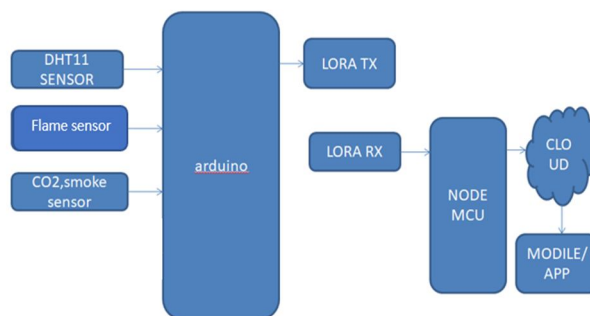 DHT11
SENSOR
Flame sensor
CO2,smoke
sensor
arduino
LORA TX
LORA RX
NODE
MCU
CLO
UD
MODILE/
APP